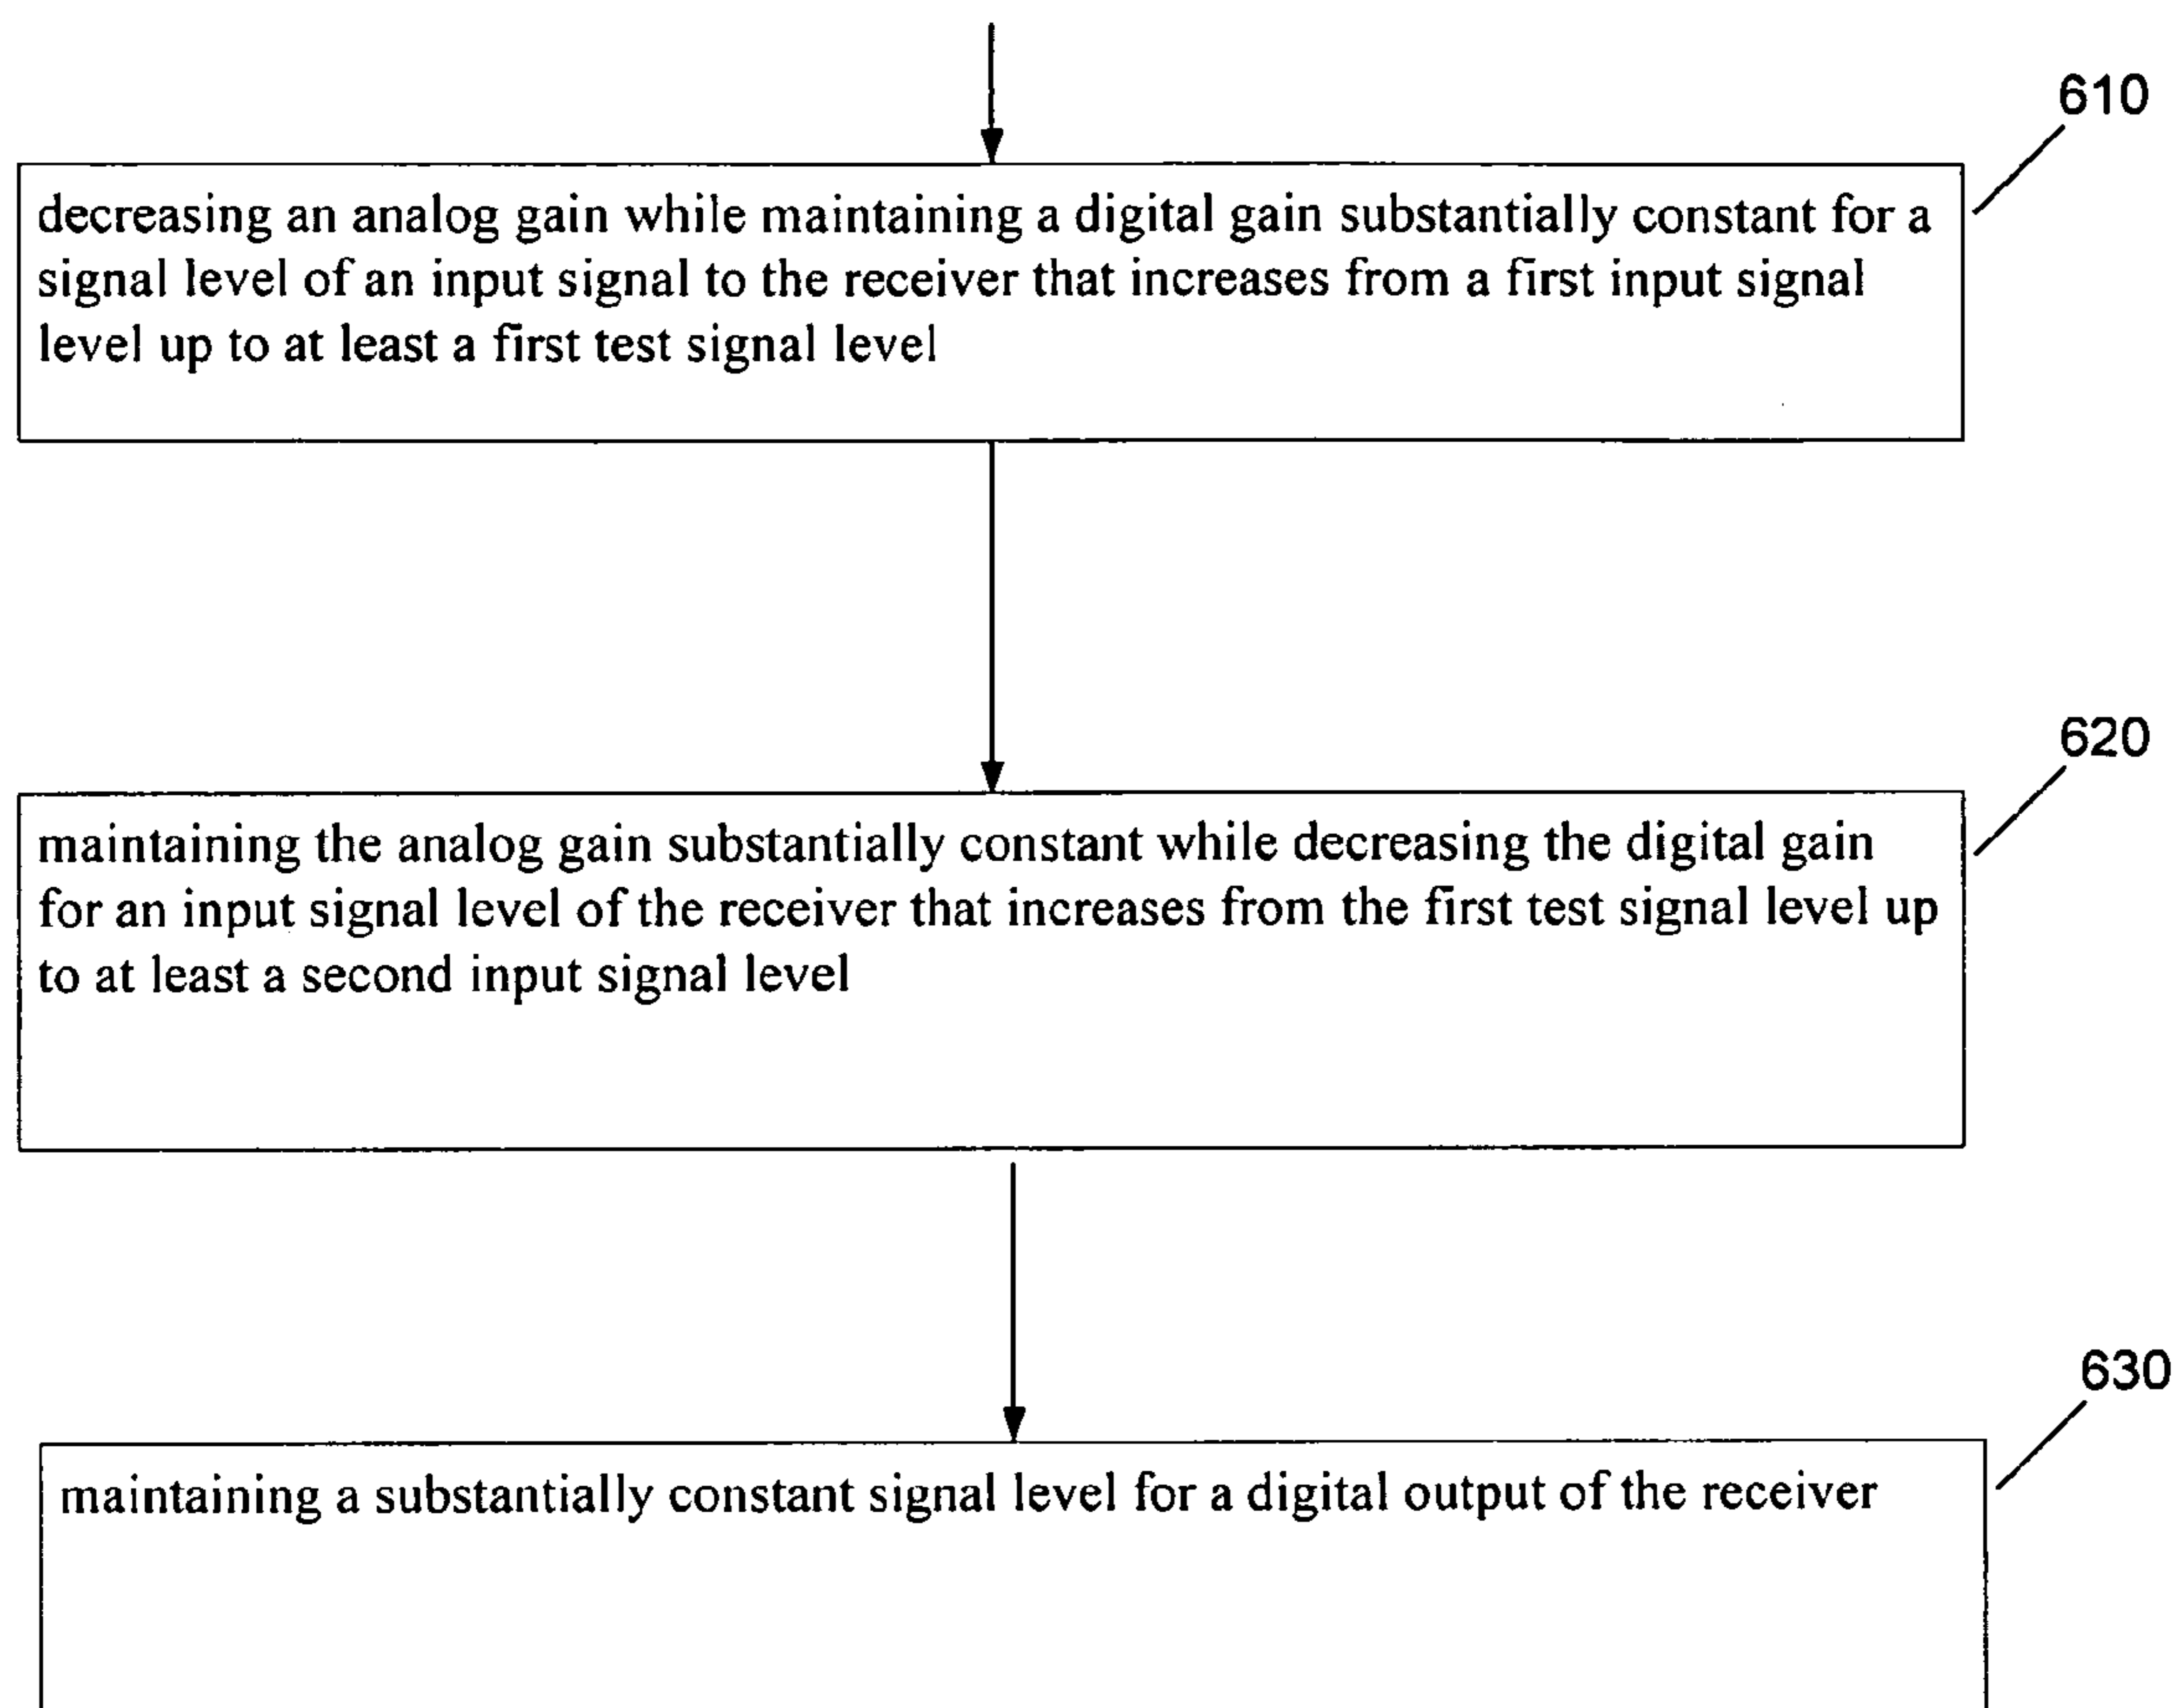 610
decreasing an analog gain while maintaining a digital gain substantially constant for a
signal level of an input signal to the receiver that increases from a first input signal
level up to at least a first test signal level
620
maintaining the analog gain substantially constant while decreasing the digital gain
for an input signal level of the receiver that increases from the first test signal level up
to at least a second input signal level
630
maintaining a substantially constant signal level for a digital output of the receiver